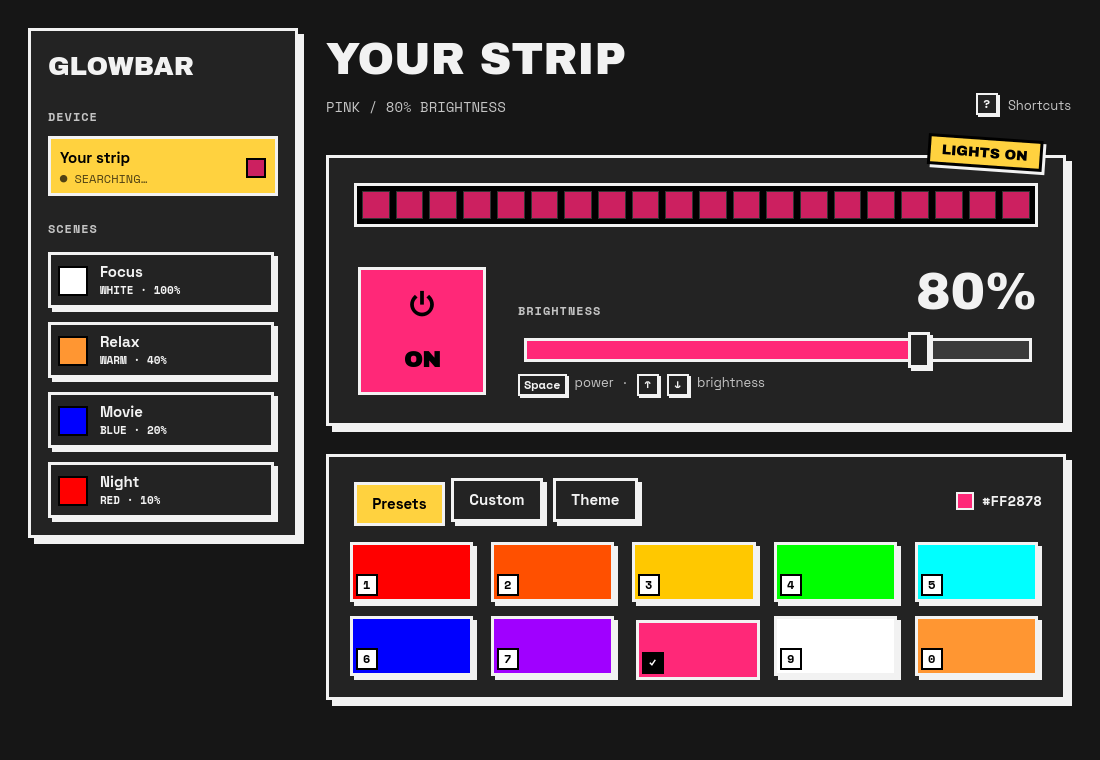 GLOWBAR
DEVICE
Your strip
SEARCHING…
SCENES
Focus
WHITE · 100%
Relax
WARM · 40%
Movie
BLUE · 20%
Night
RED · 10%
YOUR STRIP
PINK / 80% BRIGHTNESS
? Shortcuts
LIGHTS ON
ON
BRIGHTNESS
80%
Space power · ↑ ↓ brightness
Presets Custom Theme
#FF2878
1 2 3 4 5
6 7 ✓ 9 0